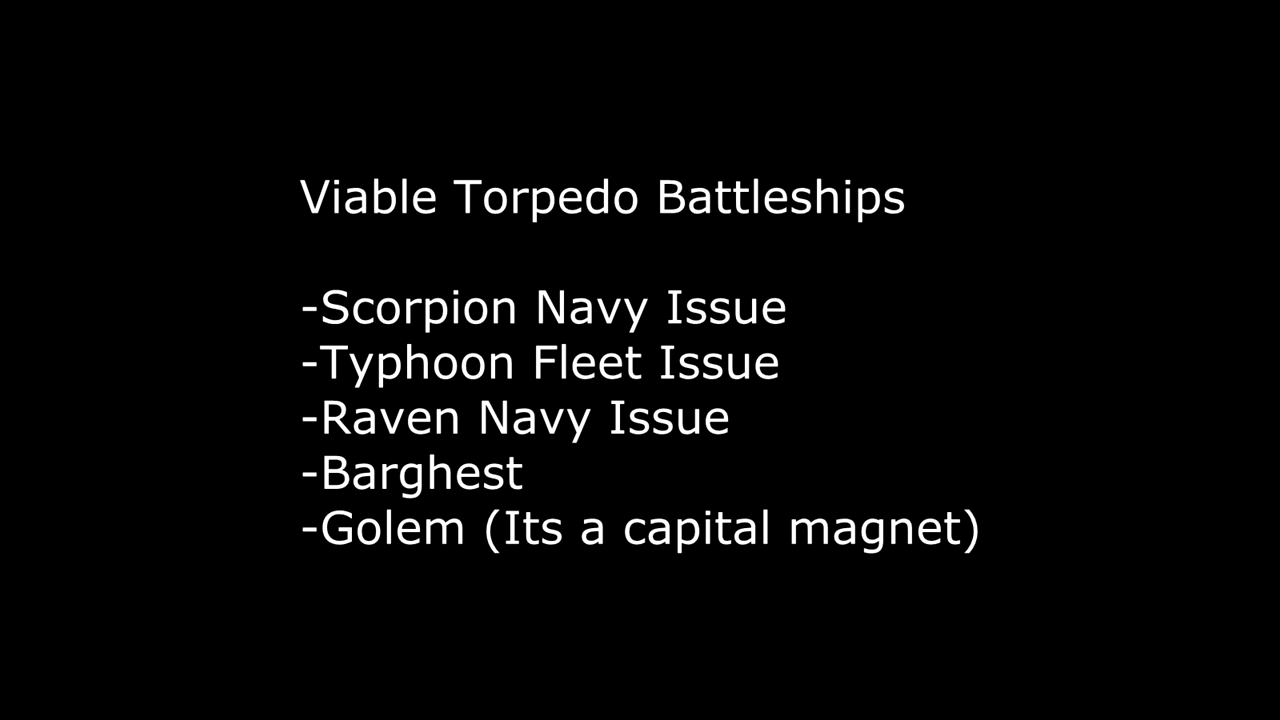 Viable Torpedo Battleships
-Scorpion Navy Issue
-Typhoon Fleet Issue
-Raven Navy Issue
-Barghest
-Golem (Its a capital magnet)